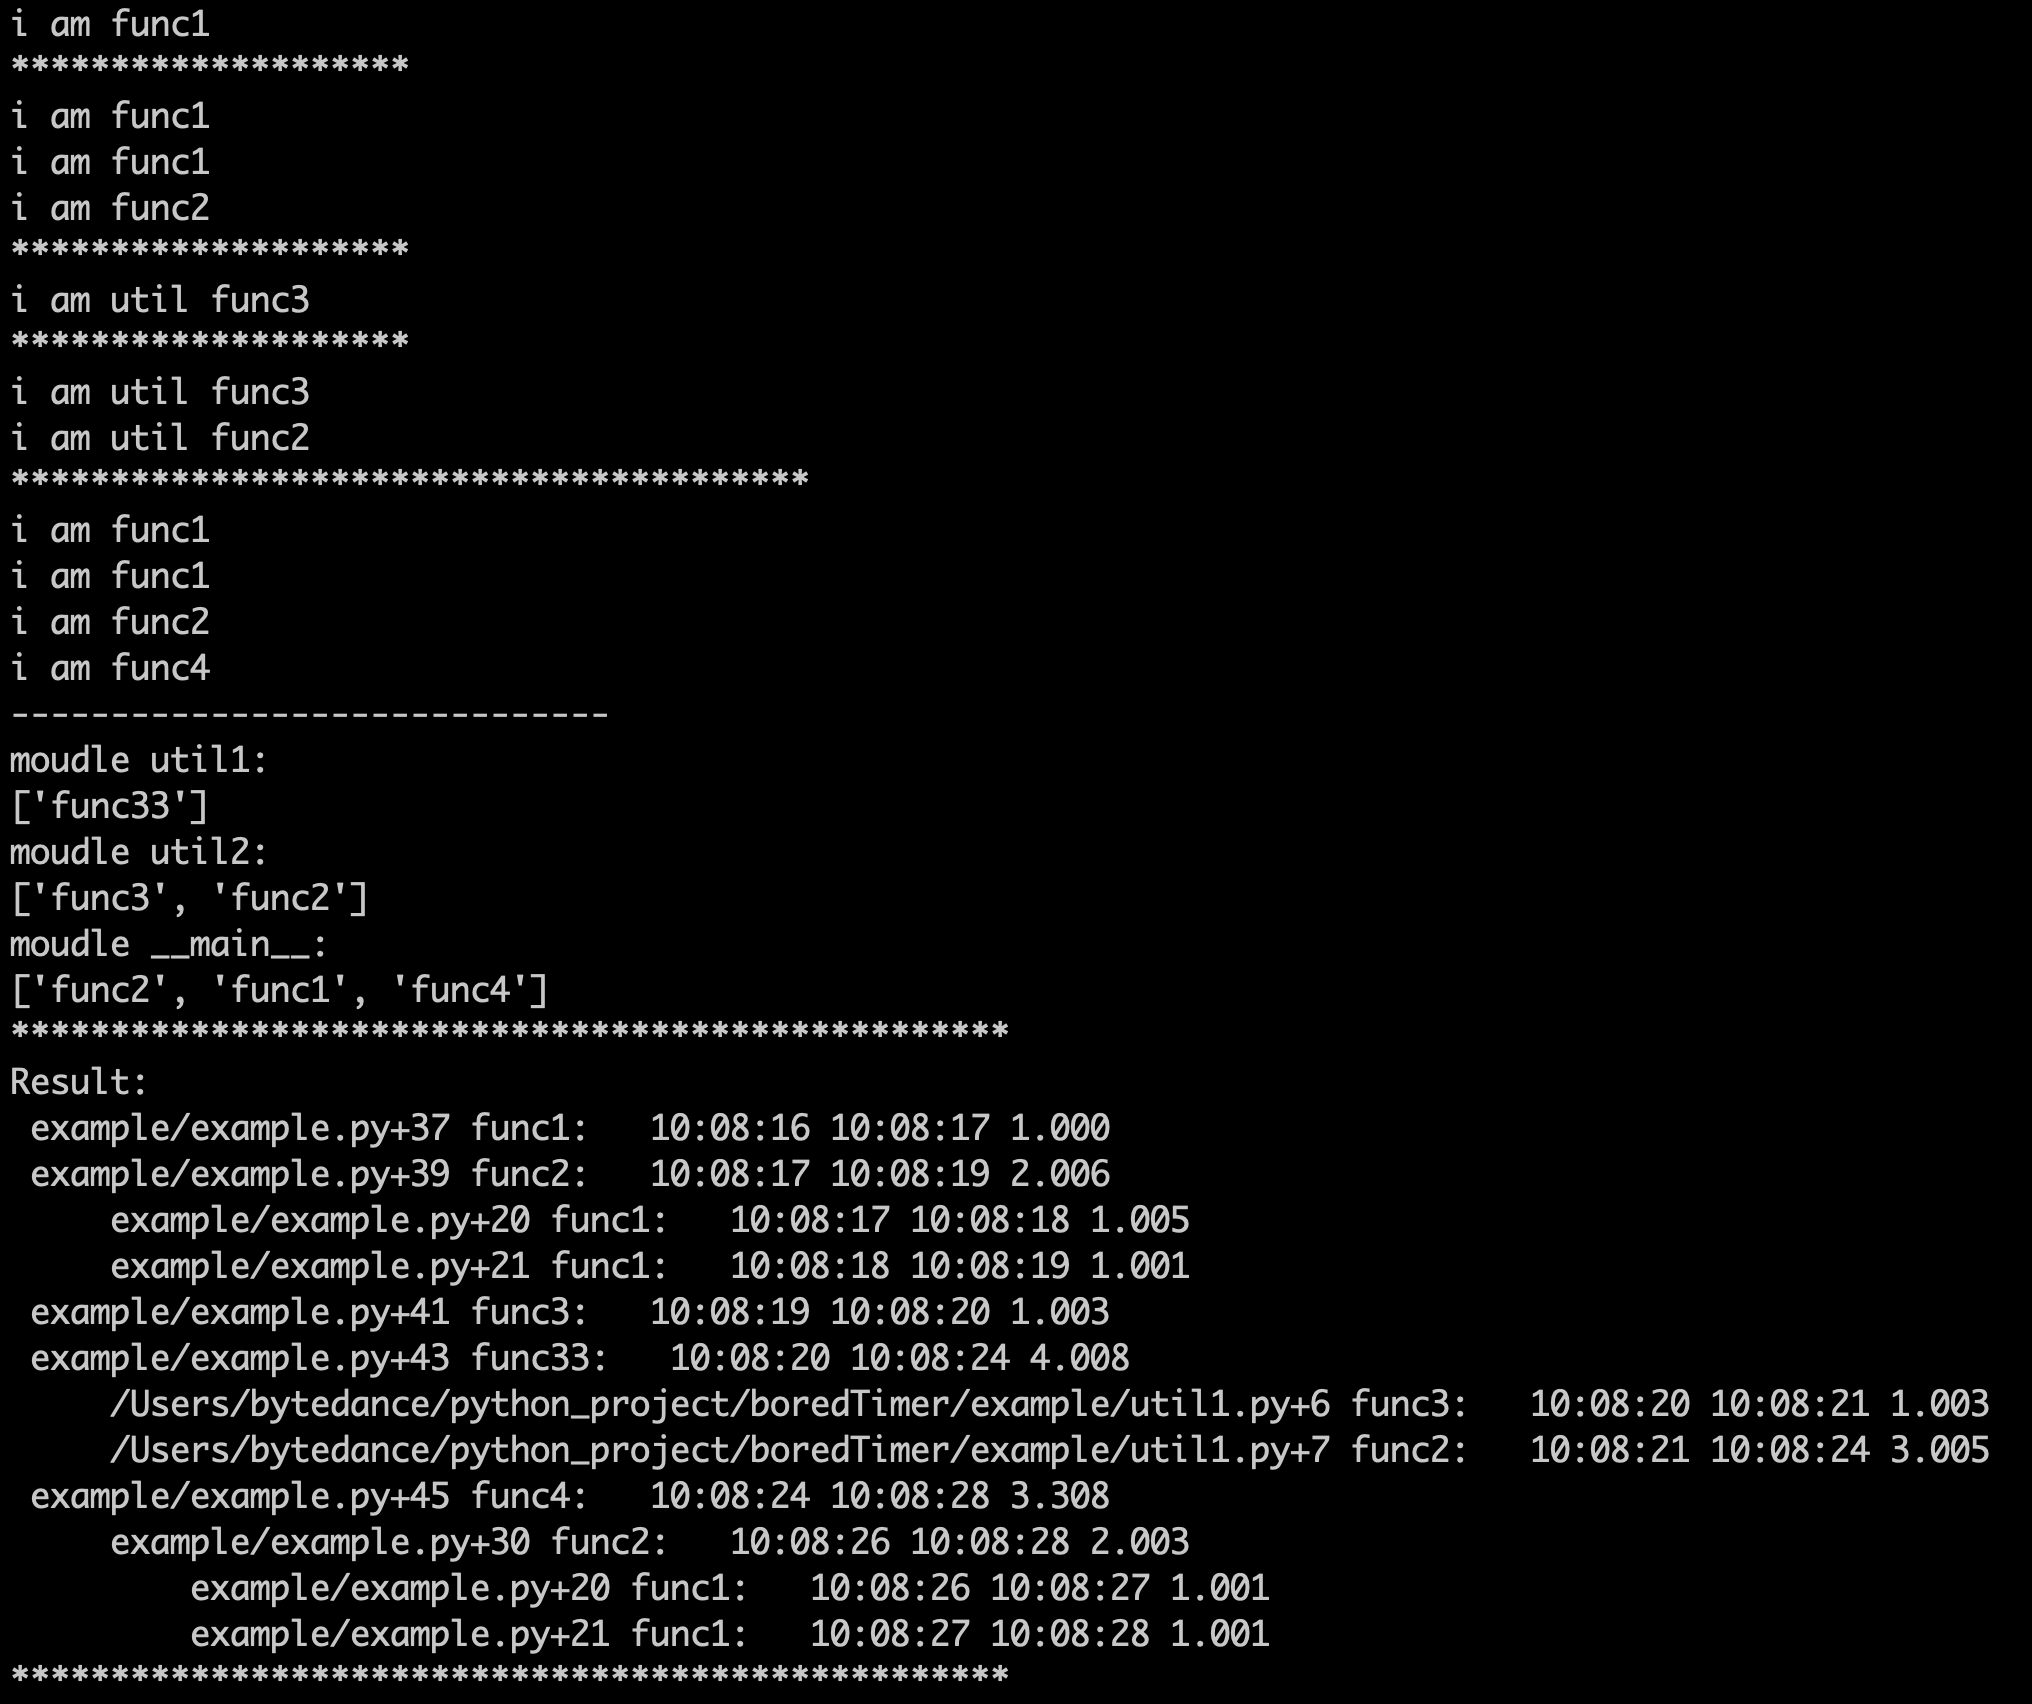 i am func1
********************
i am func1
i am func1
i am func2
********************
i am util func3
********************
i am util func3
i am util func2
****************************************
i am func1
i am func1
i am func2
i am func4
------------------------------
moudle util1:
['func33']
moudle util2:
['func3', 'func2']
moudle __main__:
['func2', 'func1', 'func4']
**************************************************
Result:
 example/example.py+37 func1:   10:08:16 10:08:17 1.000
 example/example.py+39 func2:   10:08:17 10:08:19 2.006
     example/example.py+20 func1:   10:08:17 10:08:18 1.005
     example/example.py+21 func1:   10:08:18 10:08:19 1.001
 example/example.py+41 func3:   10:08:19 10:08:20 1.003
 example/example.py+43 func33:   10:08:20 10:08:24 4.008
     /Users/bytedance/python_project/boredTimer/example/util1.py+6 func3:   10:08:20 10:08:21 1.003
     /Users/bytedance/python_project/boredTimer/example/util1.py+7 func2:   10:08:21 10:08:24 3.005
 example/example.py+45 func4:   10:08:24 10:08:28 3.308
     example/example.py+30 func2:   10:08:26 10:08:28 2.003
         example/example.py+20 func1:   10:08:26 10:08:27 1.001
         example/example.py+21 func1:   10:08:27 10:08:28 1.001
**************************************************